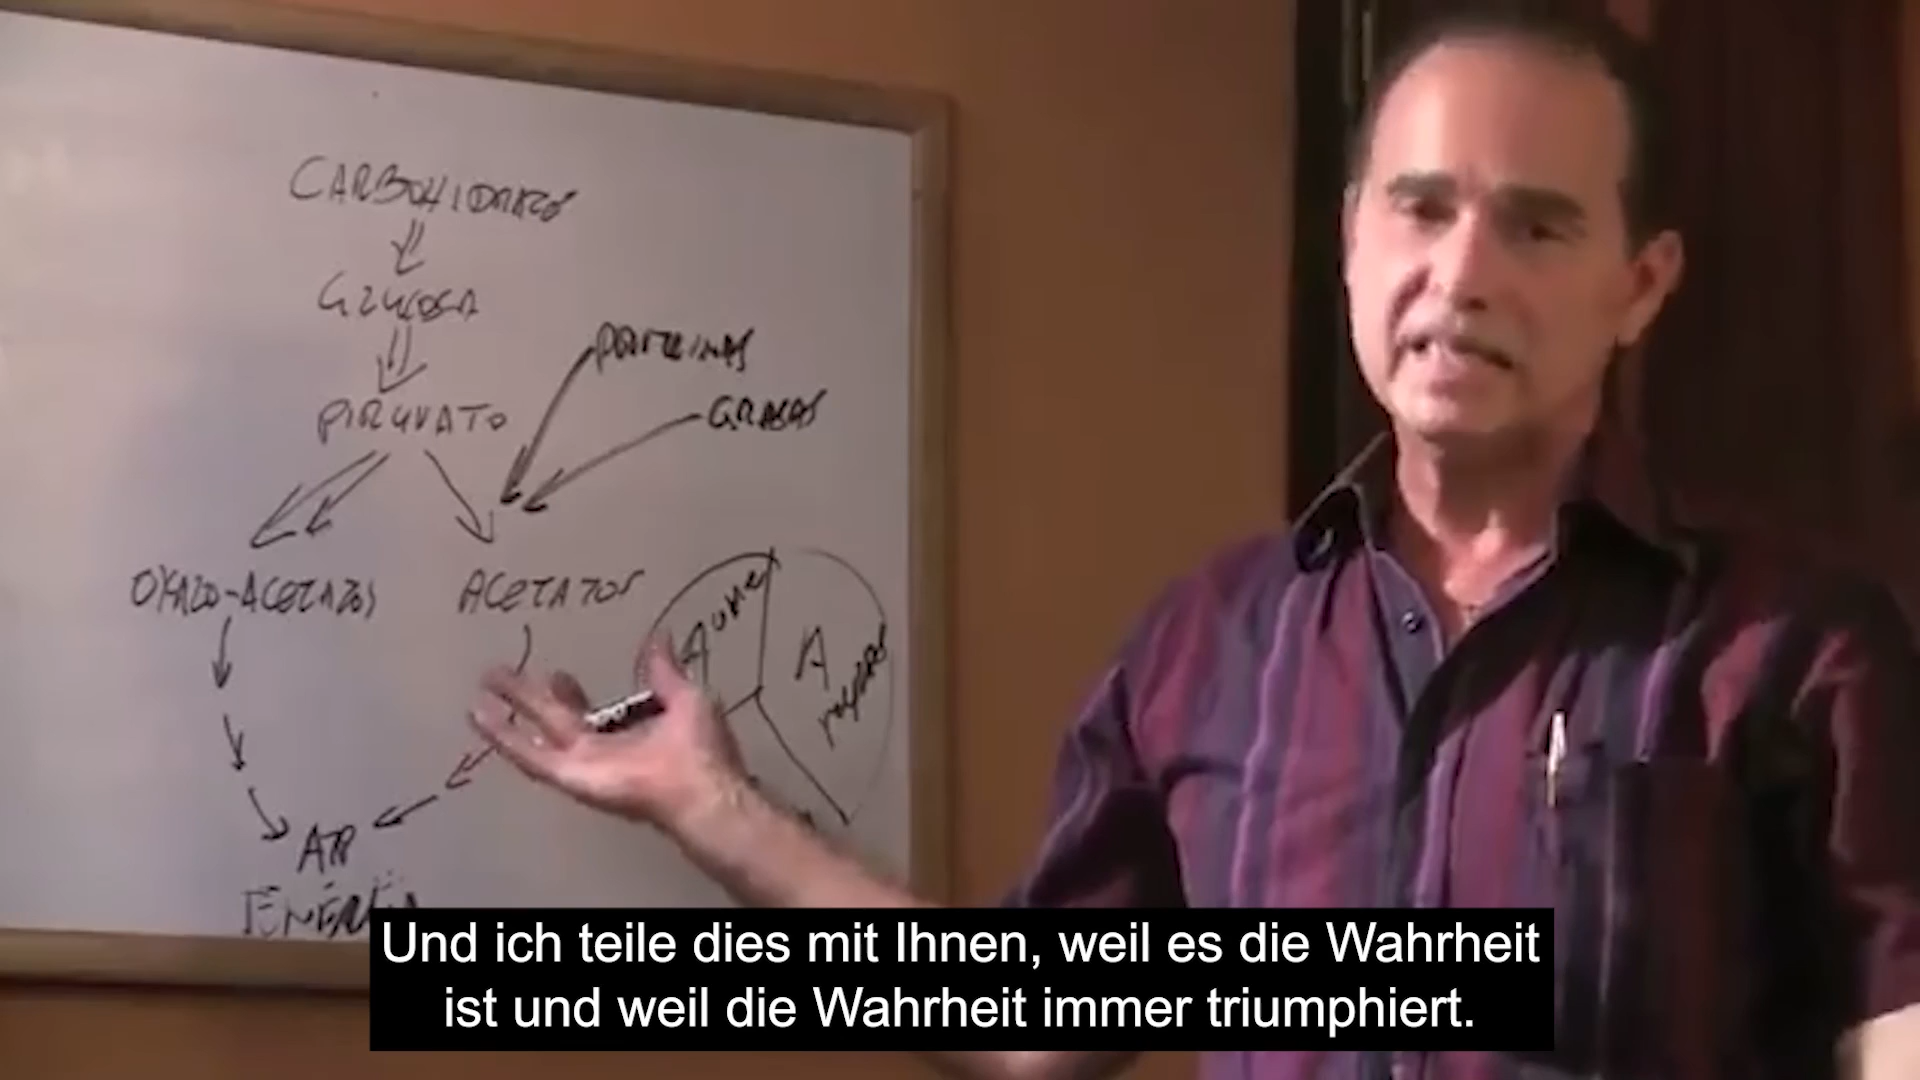 CARBOHIDRATOS
GLUCOSA
PROTEINAS
PIRUVATO
GRASAS
OXALO-ACETATOS
ACETATOS
A
A
ATP
ENERGIA
Und ich teile dies mit Ihnen, weil es die Wahrheit
ist und weil die Wahrheit immer triumphiert.